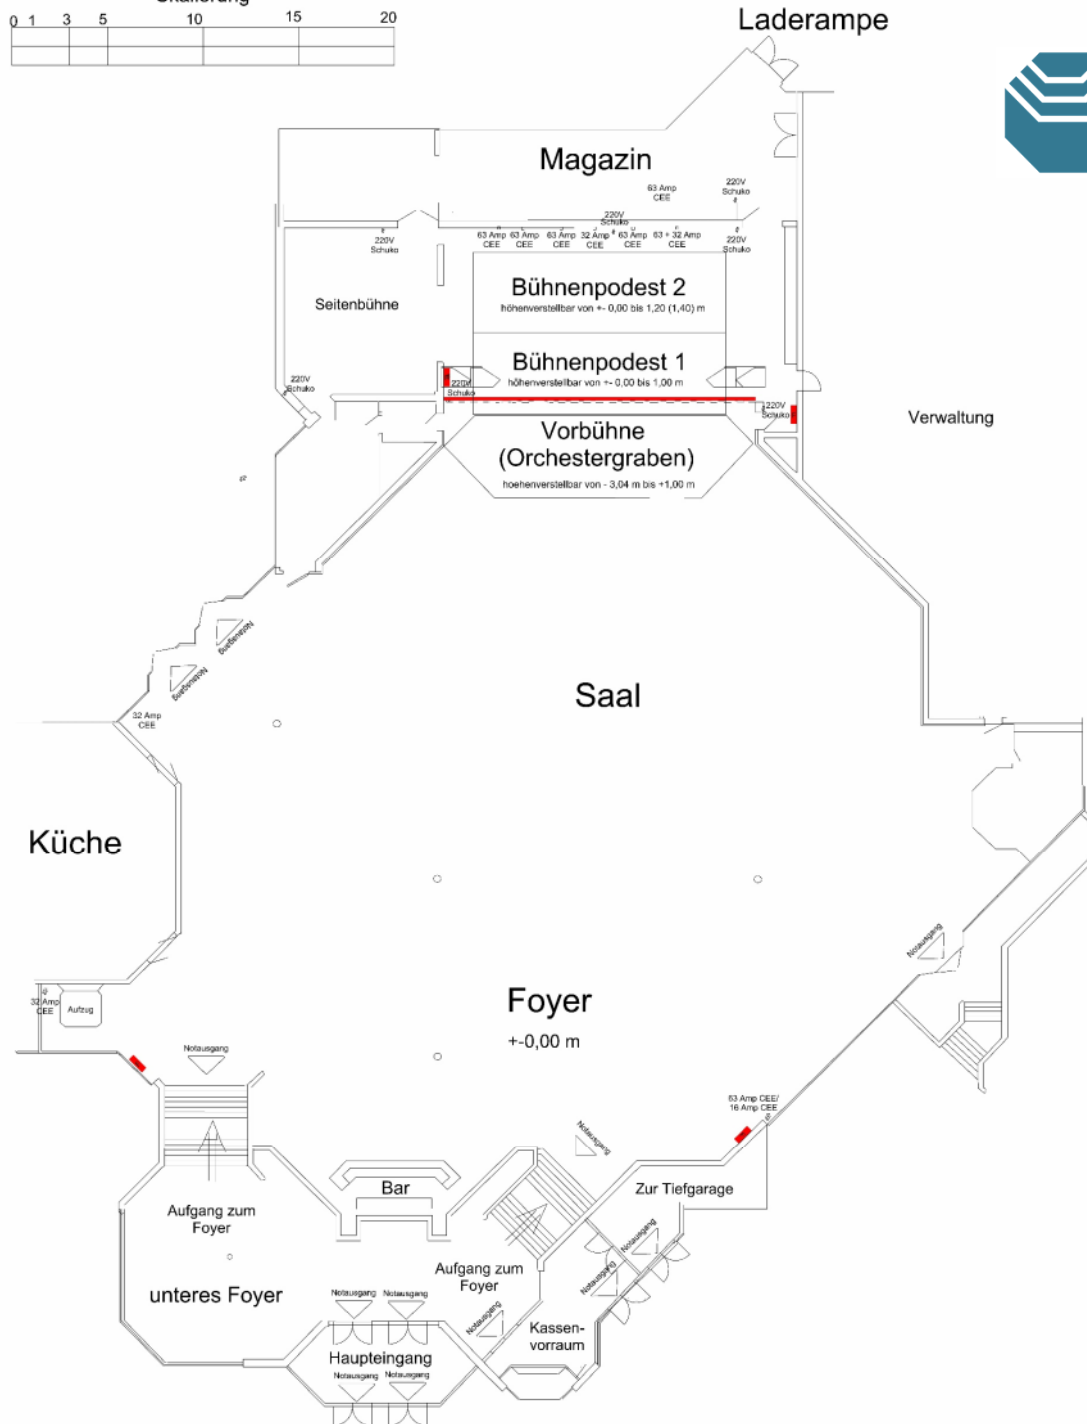 Skalierung
0 1 3 5 10 15 20
Laderampe
Magazin
63 Amp
CEE
220V
Schuko
220V
Schuko
220V
Schuko
63 Amp
CEE
63 Amp
CEE
63 Amp
CEE
32 Amp
CEE
63 Amp
CEE
63 + 32 Amp
CEE
220V
Schuko
Bühnenpodest 2
höhenverstellbar von +- 0,00 bis 1,20 (1,40) m
Seitenbühne
Bühnenpodest 1
höhenverstellbar von +- 0,00 bis 1,00 m
220V
Schuko
220V
Schuko
220V
Schuko
Verwaltung
Vorbühne
(Orchestergraben)
hoehenverstellbar von - 3,04 m bis +1,00 m
Notausgang
Notausgang
32 Amp
CEE
Saal
Küche
Notausgang
32 Amp
CEE
Aufzug
Foyer
+-0,00 m
Notausgang
63 Amp CEE/
16 Amp CEE
Notausgang
Bar
Zur Tiefgarage
Aufgang zum
Foyer
Notausgang
Aufgang zum
Foyer
Notausgang
unteres Foyer
Notausgang
Notausgang
Notausgang
Kassen-
vorraum
Haupteingang
Notausgang
Notausgang